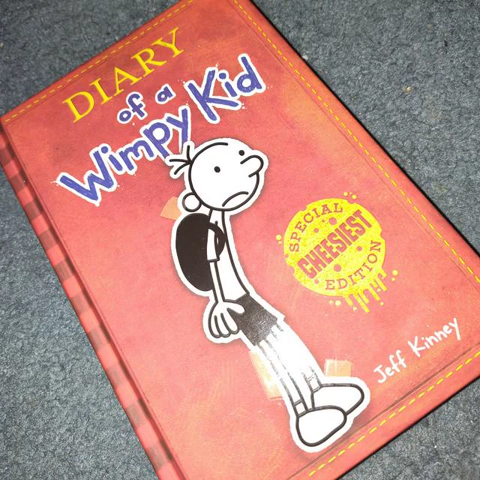 DIARY
of a
Wimpy Kid
SPECIAL
CHEESIEST
EDITION
Jeff Kinney